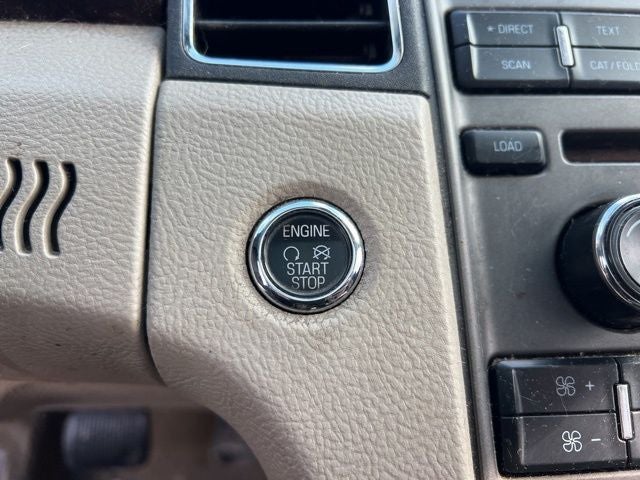 * DIRECT
TEXT
SCAN
CAT/FOLD
LOAD
ENGINE
START
STOP
+
-